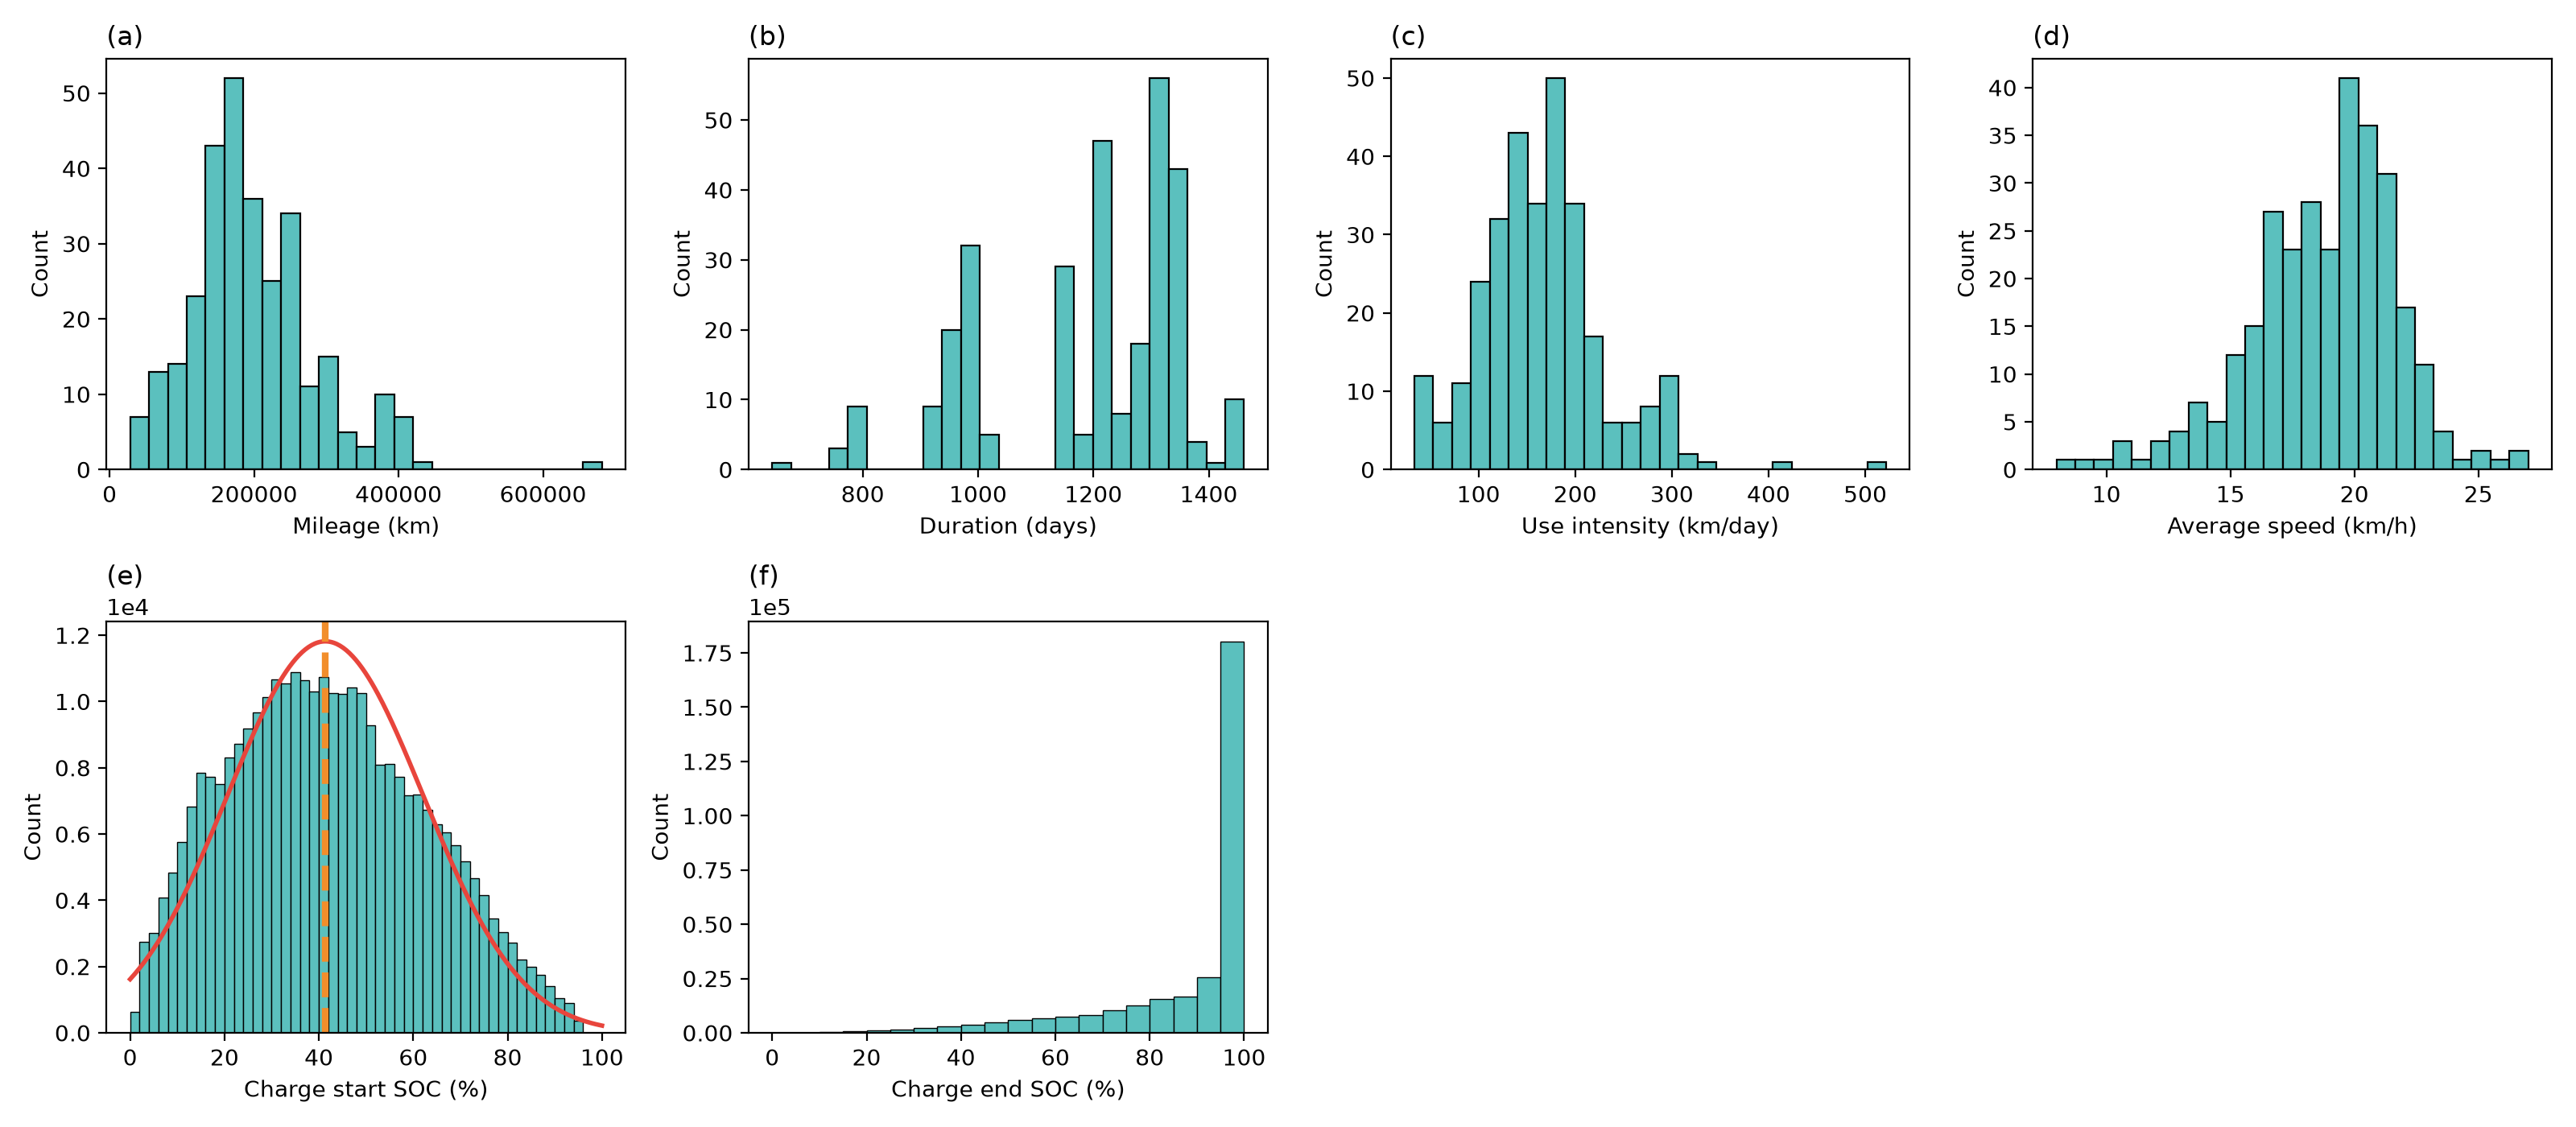 (a)
50
40
30
20
10
0
Count
0 200000 400000 600000
Mileage (km)
(b)
50
40
30
20
10
0
Count
800 1000 1200 1400
Duration (days)
(c)
50
40
30
20
10
0
Count
100 200 300 400 500
Use intensity (km/day)
(d)
40
35
30
25
20
15
10
5
0
Count
10 15 20 25
Average speed (km/h)
(e)
1e4
1.2
1.0
0.8
0.6
0.4
0.2
0.0
Count
0 20 40 60 80 100
Charge start SOC (%)
(f)
1e5
1.75
1.50
1.25
1.00
0.75
0.50
0.25
0.00
Count
0 20 40 60 80 100
Charge end SOC (%)